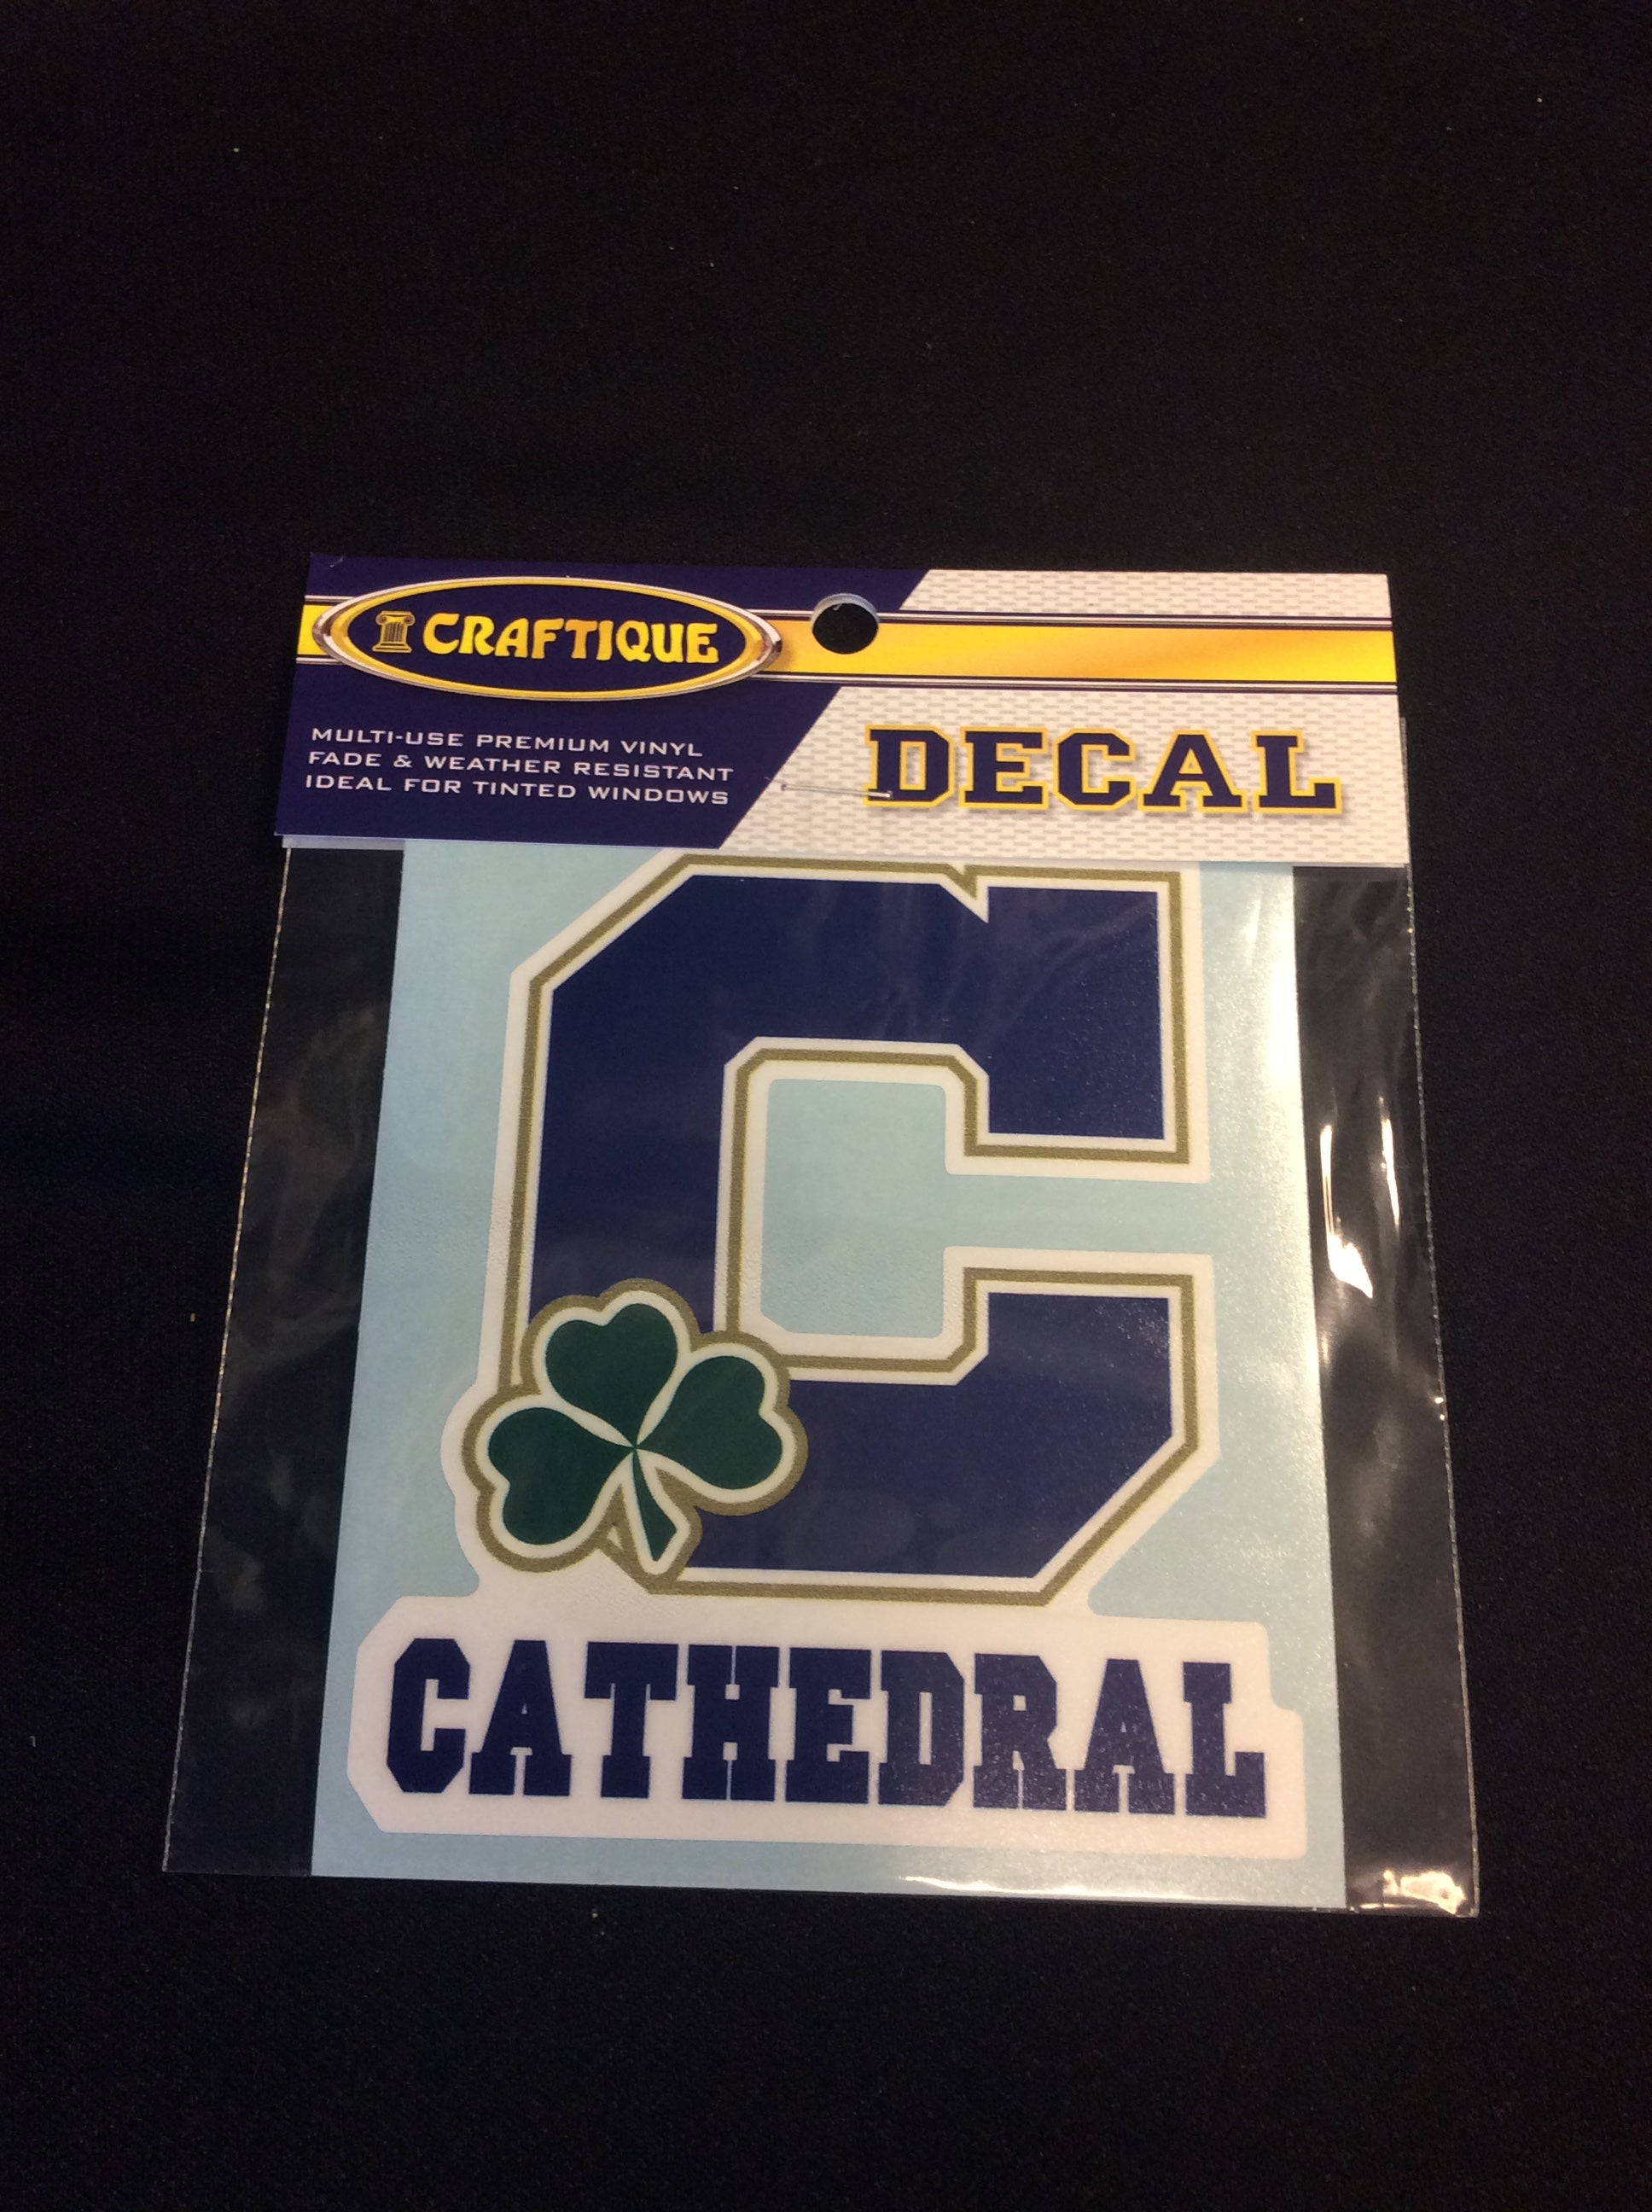 CRAFTIQUE
MULTI-USE PREMIUM VINYL
FADE & WEATHER RESISTANT
IDEAL FOR TINTED WINDOWS
DECAL
C
CATHEDRAL